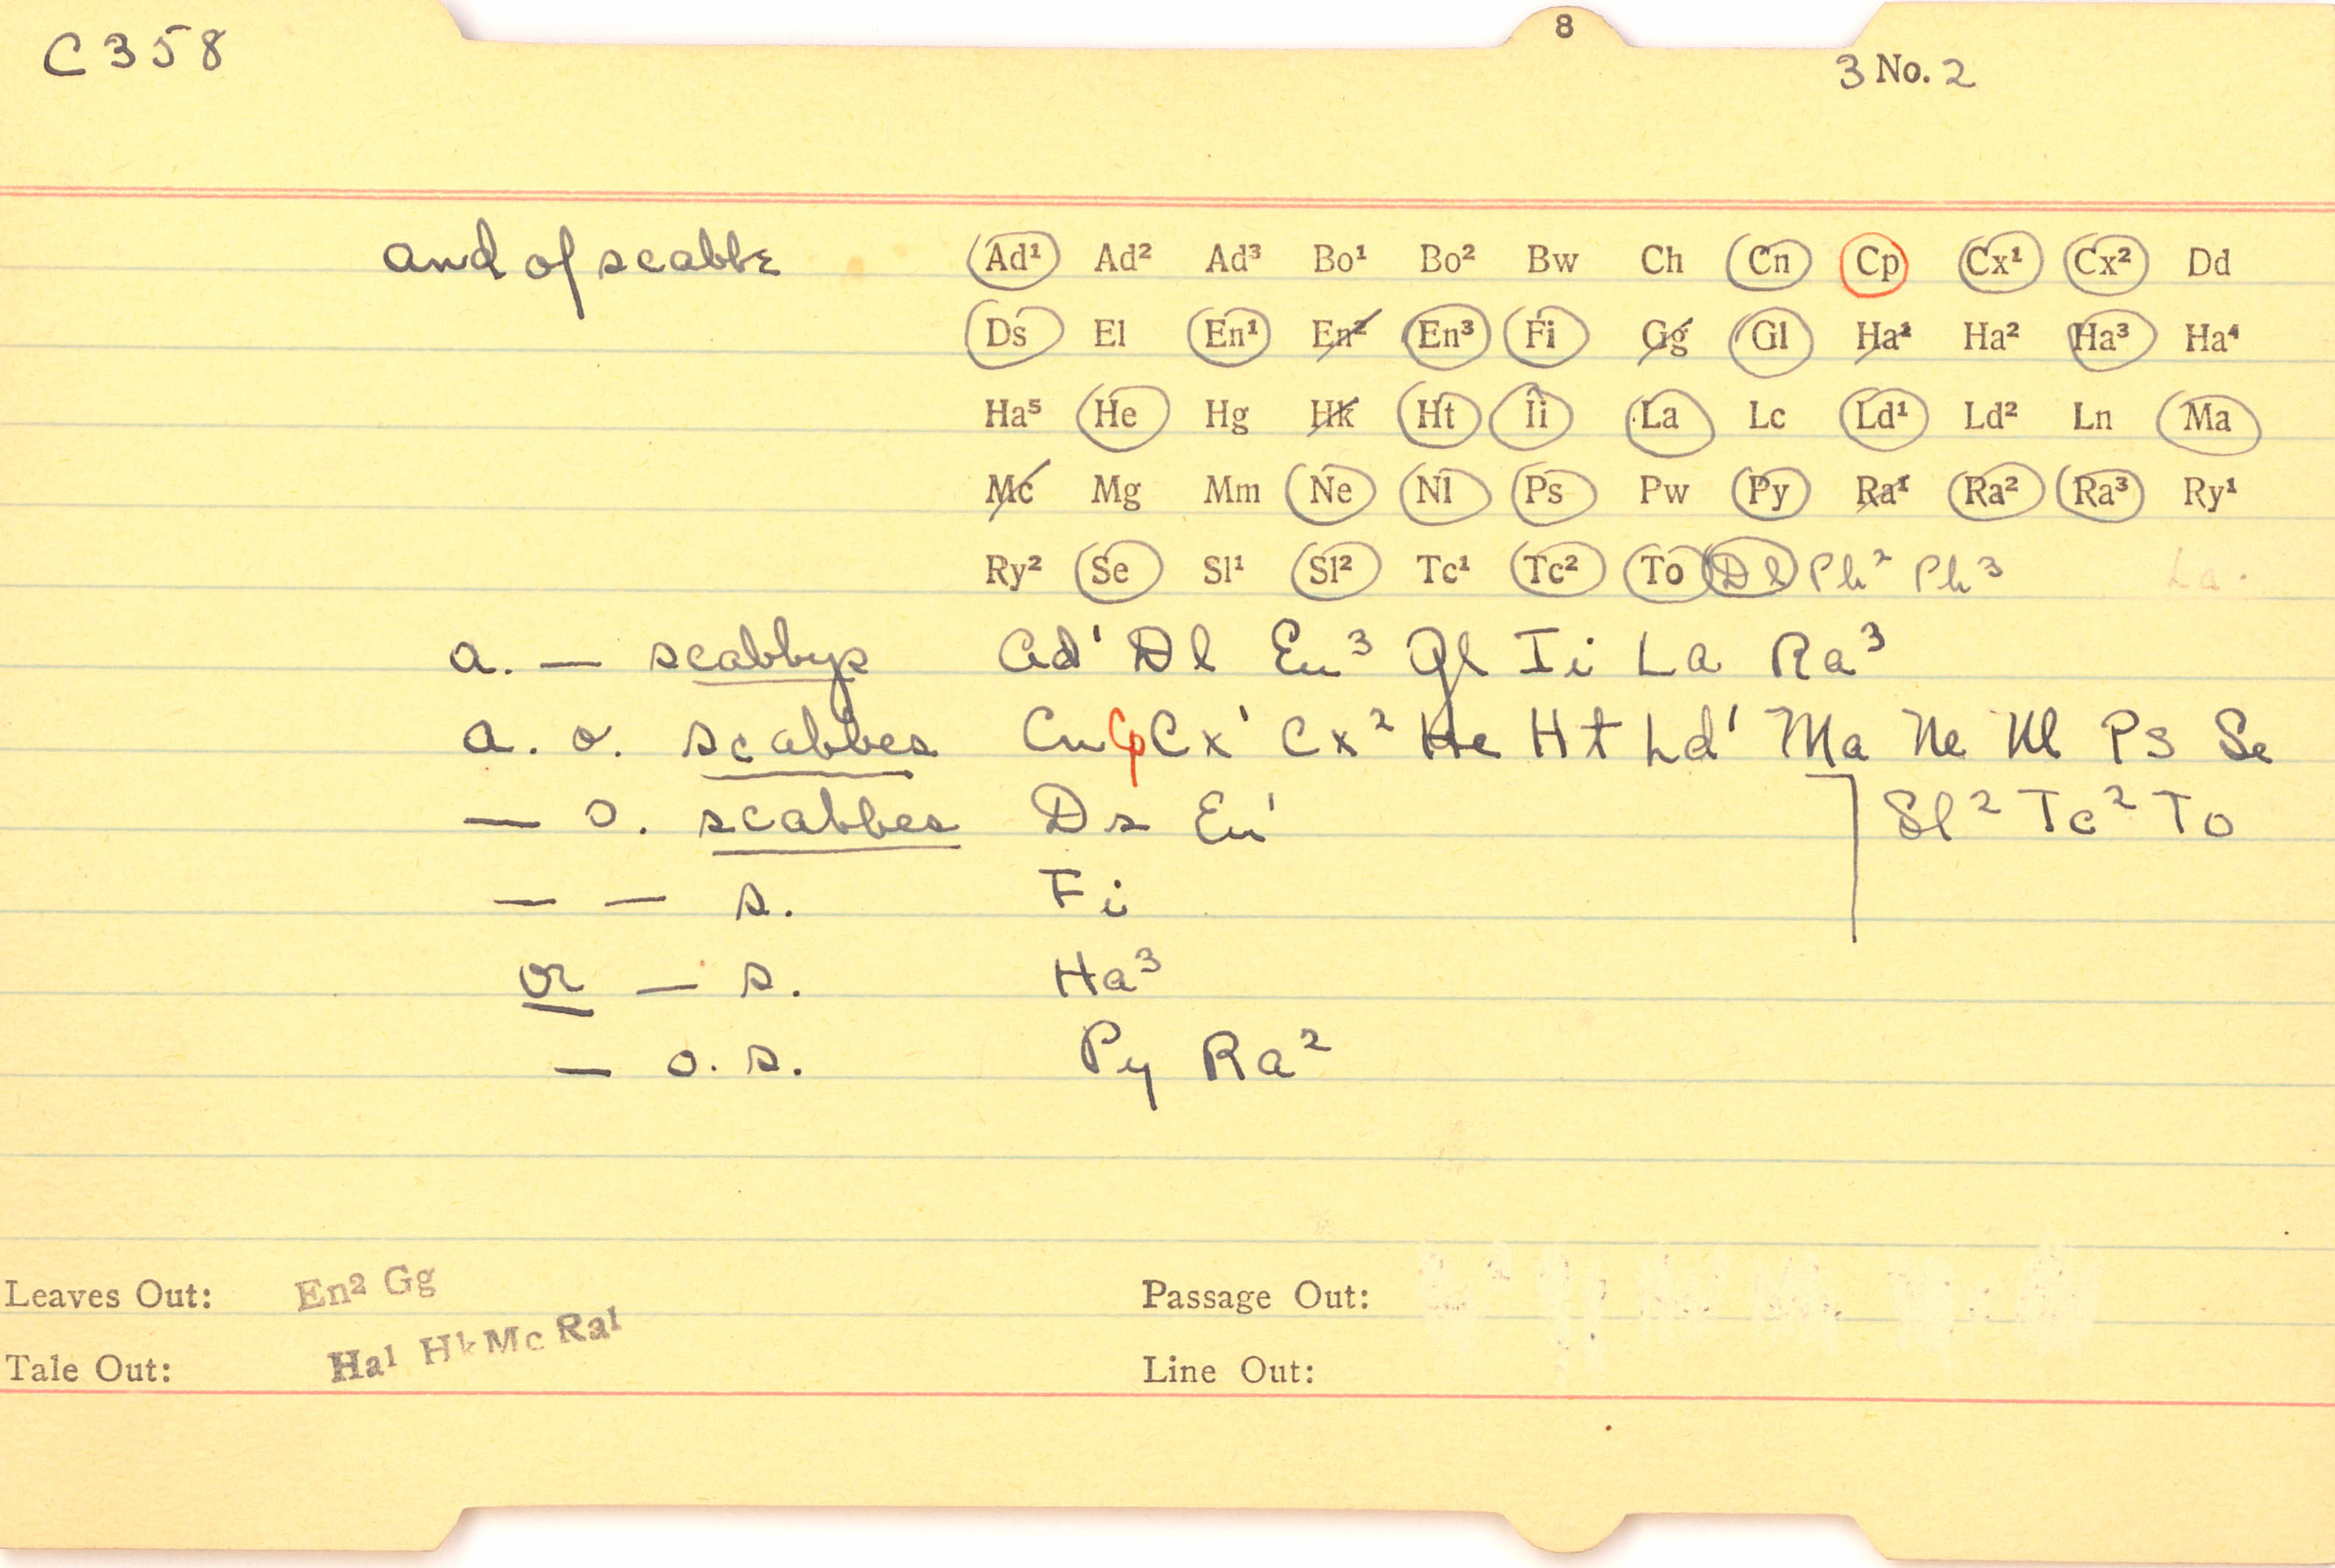 8
C358
3 No. 2
and of scabbe
Ad¹ Ad² Ad³ Bo¹ Bo² Bw Ch Cn Cp Cx¹ Cx² Dd
Ds El En¹ En² En³ Fi Gg Gl Ha¹ Ha² Ha³ Ha⁴
Ha⁵ He Hg Hk Ht Ii La Lc Ld¹ Ld² Ln Ma
Mc Mg Mm Ne Nl Ps Pw Py Ra¹ Ra² Ra³ Ry¹
Ry² Se Sl¹ Sl² Tc¹ Tc² To Dl Ph² Ph³ La
a. — scabbys Ad¹ Dl En³ Gl Ii La Ra³
a. o. scabbes Cn Cp Cx¹ Cx² He Ht Ld¹ Ma Ne Nl Ps Se
— o. scabbes Ds En¹ Sl² Tc² To
— — s. Fi
or — s. Ha³
— o. s. Py Ra²
Leaves Out: En² Gg Passage Out:
Tale Out: Ha¹ Hk Mc Ra¹ Line Out: